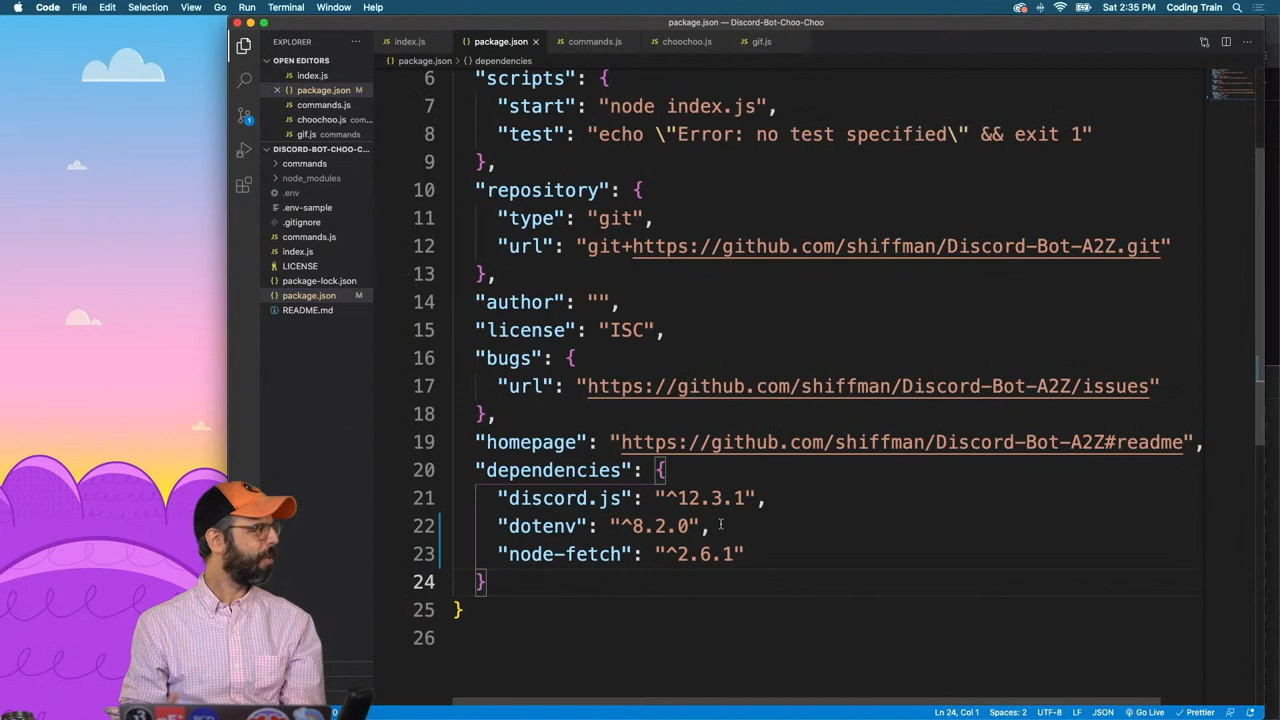 Code File Edit Selection View Go Run Terminal Window Help
Sat 2:35 PM Coding Train
package.json — Discord-Bot-Choo-Choo
EXPLORER
OPEN EDITORS
index.js
package.json M
commands.js
choochoo.js com...
gif.js commands
DISCORD-BOT-CHOO-C...
commands
node_modules
.env
.env-sample
.gitignore
commands.js
index.js
LICENSE
package-lock.json
package.json M
README.md
index.js package.json commands.js choochoo.js gif.js
package.json > dependencies
6 "scripts": {
7 "start": "node index.js",
8 "test": "echo \"Error: no test specified\" && exit 1"
9 },
10 "repository": {
11 "type": "git",
12 "url": "git+https://github.com/shiffman/Discord-Bot-A2Z.git"
13 },
14 "author": "",
15 "license": "ISC",
16 "bugs": {
17 "url": "https://github.com/shiffman/Discord-Bot-A2Z/issues"
18 },
19 "homepage": "https://github.com/shiffman/Discord-Bot-A2Z#readme",
20 "dependencies": {
21 "discord.js": "^12.3.1",
22 "dotenv": "^8.2.0",
23 "node-fetch": "^2.6.1"
24 }
25 }
26
0 Ln 24, Col 1 Spaces: 2 UTF-8 LF JSON Go Live Prettier